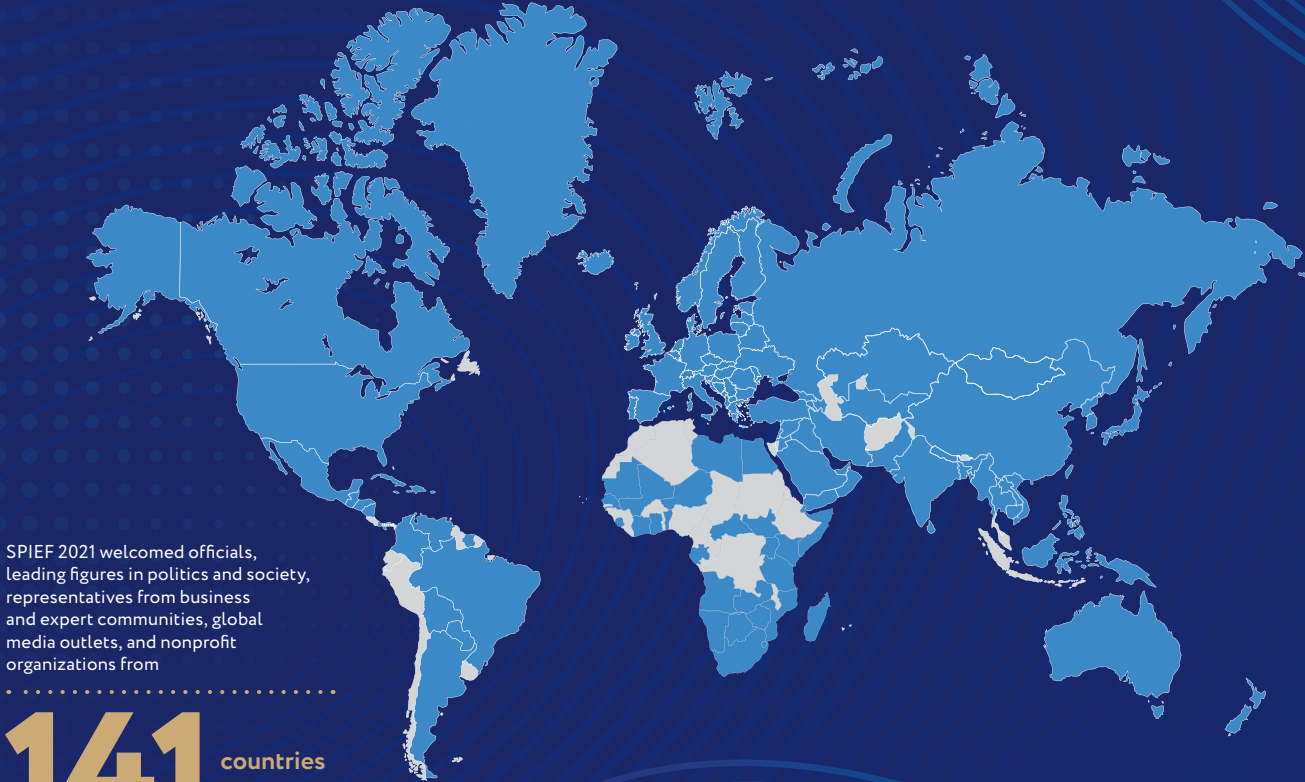 SPIEF 2021 welcomed officials,
leading figures in politics and society,
representatives from business
and expert communities, global
media outlets, and nonprofit
organizations from
141 countries